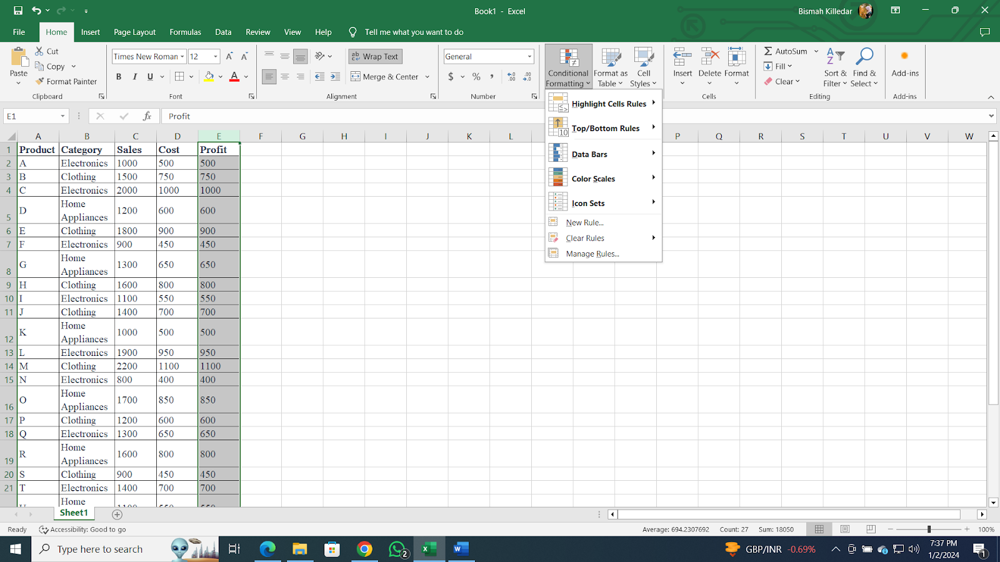 Book1 - Excel
Bismah Killedar
File Home Insert Page Layout Formulas Data Review View Help Tell me what you want to do
Paste
Cut
Copy
Format Painter
Clipboard
Times New Roman 12
B I U
Font
Wrap Text
Merge & Center
Alignment
General
$ %
Number
Conditional Formatting
Format as Table
Cell Styles
Insert Delete Format
Cells
AutoSum
Fill
Clear
Sort & Filter
Find & Select
Editing
Add-ins
Add-ins
E1
fx
Profit
Highlight Cells Rules
Top/Bottom Rules
Data Bars
Color Scales
Icon Sets
New Rule...
Clear Rules
Manage Rules...
A B C D E F G H I J K L P Q R S T U V W
1 Product Category Sales Cost Profit
2 A Electronics 1000 500 500
3 B Clothing 1500 750 750
4 C Electronics 2000 1000 1000
5 D Home Appliances 1200 600 600
6 E Clothing 1800 900 900
7 F Electronics 900 450 450
8 G Home Appliances 1300 650 650
9 H Clothing 1600 800 800
10 I Electronics 1100 550 550
11 J Clothing 1400 700 700
12 K Home Appliances 1000 500 500
13 L Electronics 1900 950 950
14 M Clothing 2200 1100 1100
15 N Electronics 800 400 400
16 O Home Appliances 1700 850 850
17 P Clothing 1200 600 600
18 Q Electronics 1300 650 650
19 R Home Appliances 1600 800 800
20 S Clothing 900 450 450
21 T Electronics 1400 700 700
Home
Sheet1
Ready Accessibility: Good to go
Average: 694.2307692 Count: 27 Sum: 18050 100%
Type here to search
2
GBP/INR -0.69%
7:37 PM
1/2/2024
1